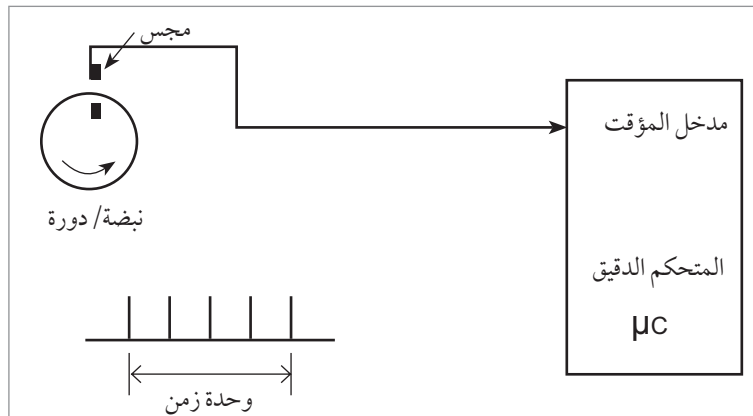 مجس
مدخل المؤقت
نبضة/ دورة
المتحكم الدقيق
µc
وحدة زمن